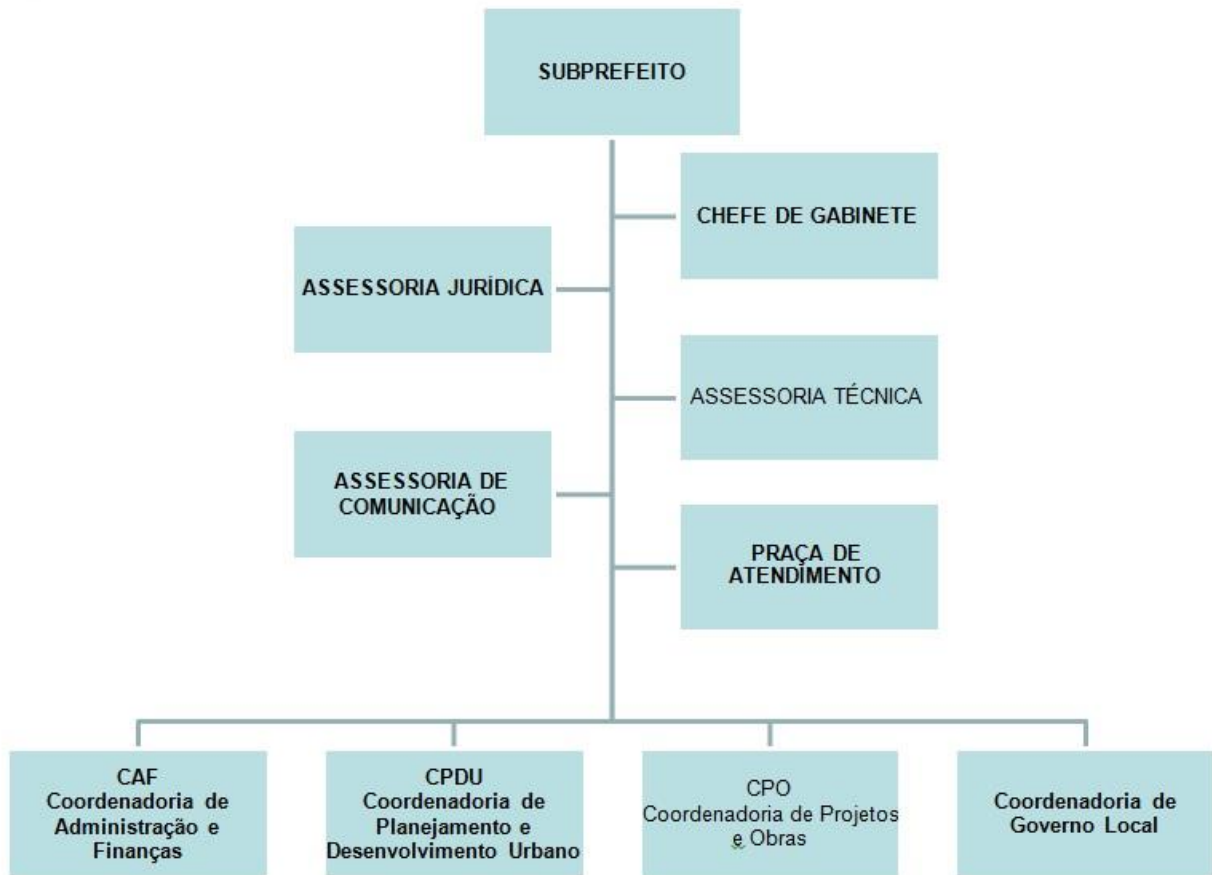 SUBPREFEITO
CHEFE DE GABINETE
ASSESSORIA JURÍDICA
ASSESSORIA TÉCNICA
ASSESSORIA DE
COMUNICAÇÃO
PRAÇA DE
ATENDIMENTO
CAF
Coordenadoria de
Administração e
Finanças
CPDU
Coordenadoria de
Planejamento e
Desenvolvimento Urbano
CPO
Coordenadoria de Projetos
e Obras
Coordenadoria de
Governo Local